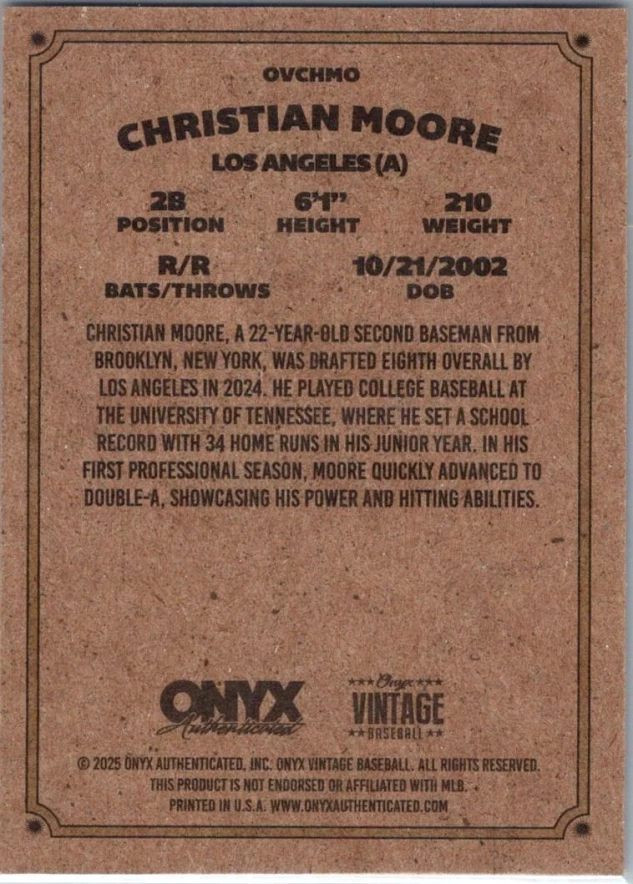 OVCHMO
CHRISTIAN MOORE
LOS ANGELES (A)
2B 6'1" 210
POSITION HEIGHT WEIGHT
R/R 10/21/2002
BATS/THROWS DOB
CHRISTIAN MOORE, A 22-YEAR-OLD SECOND BASEMAN FROM
BROOKLYN, NEW YORK, WAS DRAFTED EIGHTH OVERALL BY
LOS ANGELES IN 2024. HE PLAYED COLLEGE BASEBALL AT
THE UNIVERSITY OF TENNESSEE, WHERE HE SET A SCHOOL
RECORD WITH 34 HOME RUNS IN HIS JUNIOR YEAR. IN HIS
FIRST PROFESSIONAL SEASON, MOORE QUICKLY ADVANCED TO
DOUBLE-A, SHOWCASING HIS POWER AND HITTING ABILITIES.
ONYX
Authenticated
Onyx
VINTAGE
BASEBALL
© 2025 ONYX AUTHENTICATED, INC. ONYX VINTAGE BASEBALL. ALL RIGHTS RESERVED.
THIS PRODUCT IS NOT ENDORSED OR AFFILIATED WITH MLB.
PRINTED IN U.S.A. WWW.ONYXAUTHENTICATED.COM